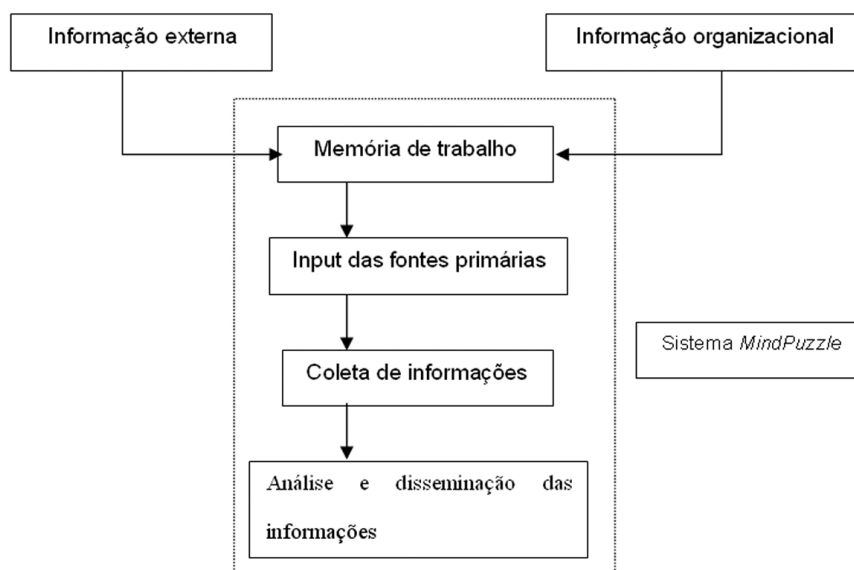 Informação externa
Informação organizacional
Memória de trabalho
Input das fontes primárias
Coleta de informações
Sistema MindPuzzle
Análise e disseminação das
informações